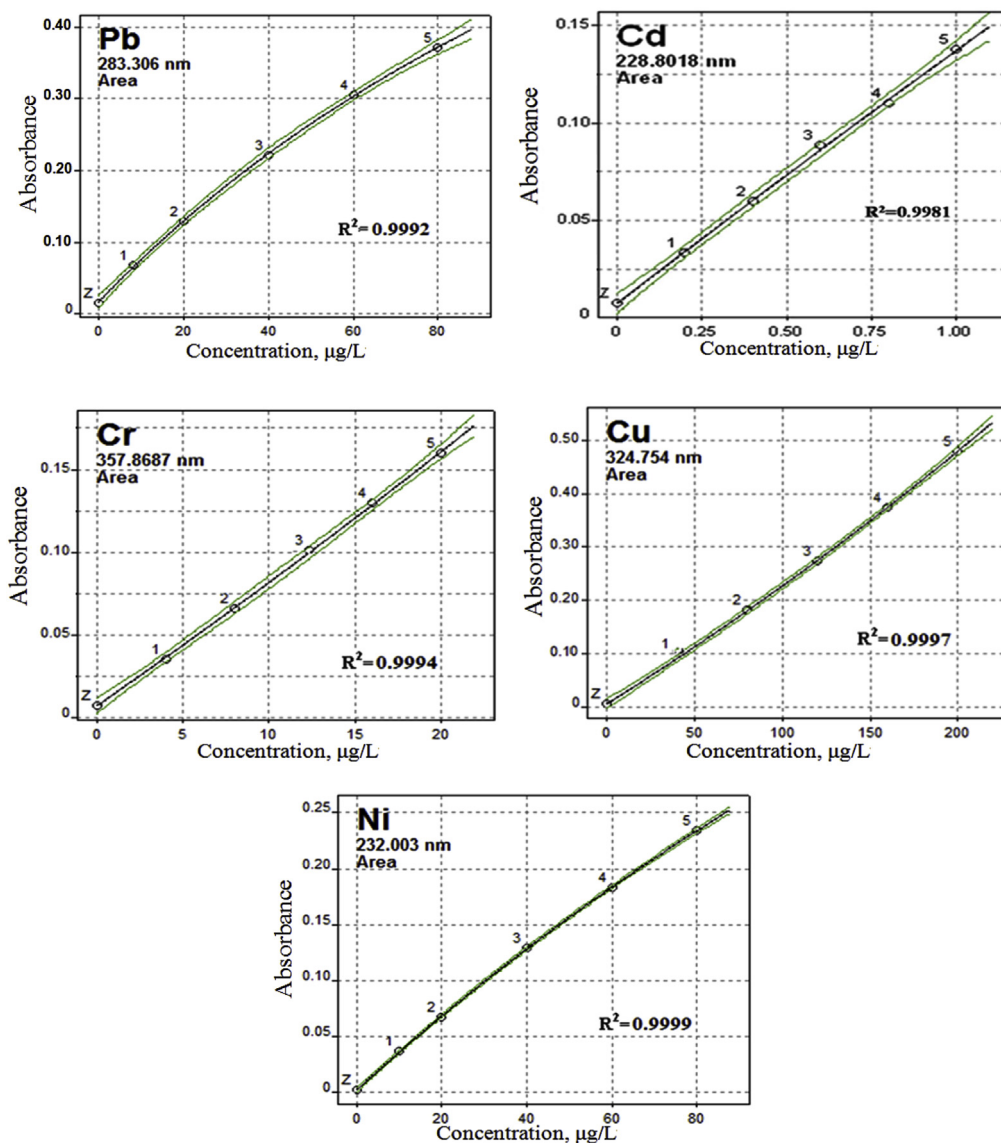 Pb
283.306 nm
Area
Absorbance
0.40
0.30
0.20
0.10
0
Z
1
2
3
4
5
R²= 0.9992
0 20 40 60 80
Concentration, µg/L
Cd
228.8018 nm
Area
Absorbance
0.15
0.10
0.05
0
Z
1
2
3
4
5
R²=0.9981
0 0.25 0.50 0.75 1.00
Concentration, µg/L
Cr
357.8687 nm
Area
Absorbance
0.15
0.10
0.05
0
Z
1
2
3
4
5
R²=0.9994
0 5 10 15 20
Concentration, µg/L
Cu
324.754 nm
Area
Absorbance
0.50
0.40
0.30
0.20
0.10
0
Z
1
2
3
4
5
R²=0.9997
0 50 100 150 200
Concentration, µg/L
Ni
232.003 nm
Area
Absorbance
0.25
0.20
0.15
0.10
0.05
0
Z
1
2
3
4
5
R²=0.9999
0 20 40 60 80
Concentration, µg/L